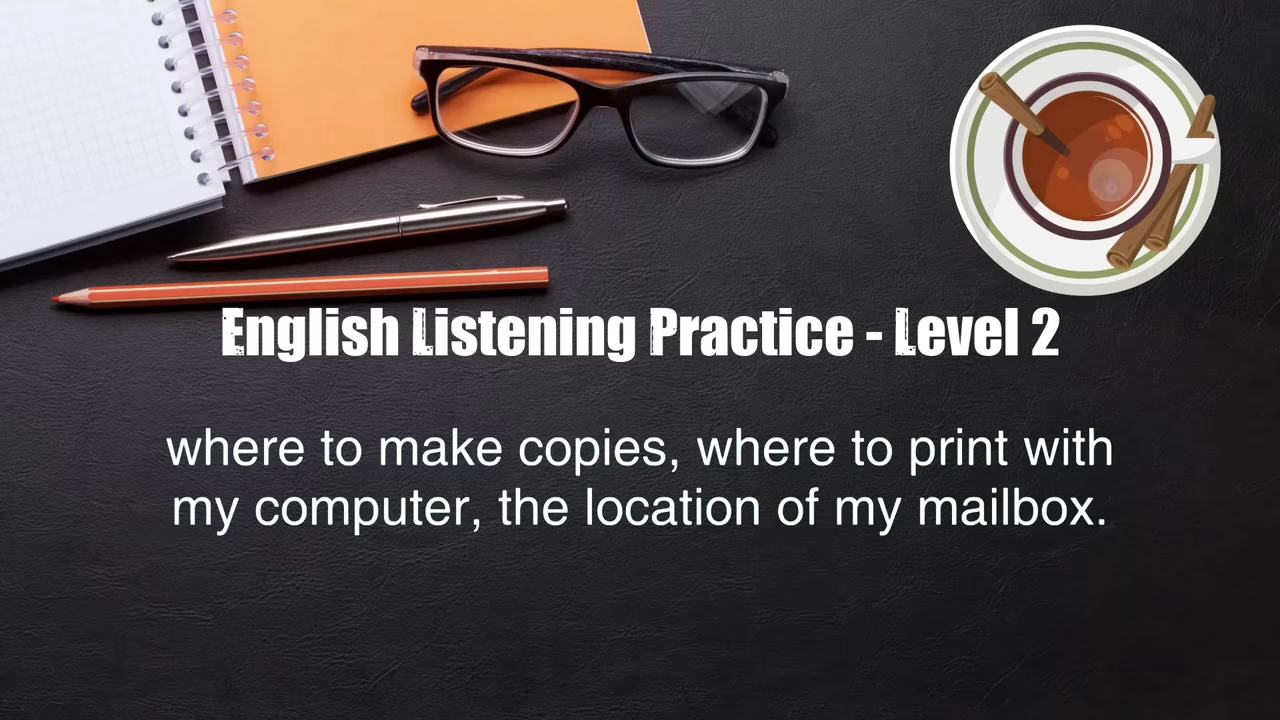 English Listening Practice - Level 2
where to make copies, where to print with
my computer, the location of my mailbox.